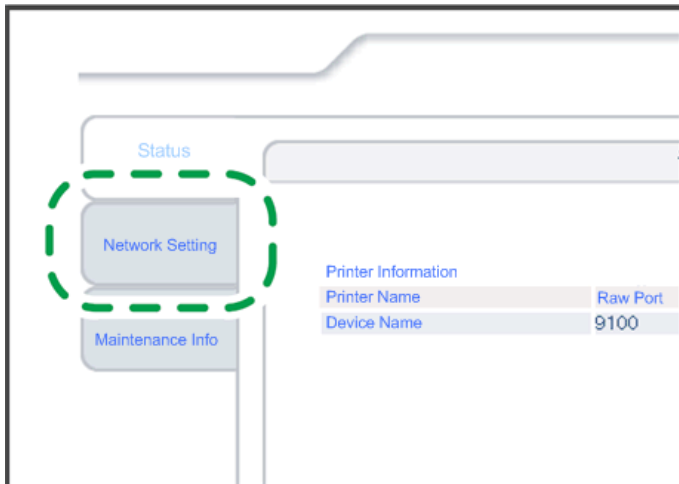 Status
Network Setting
Maintenance Info
Printer Information
Printer Name Raw Port
Device Name 9100